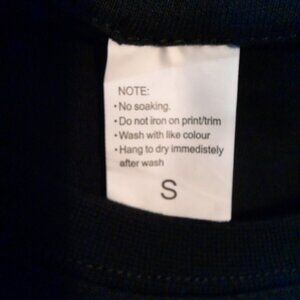 NOTE:
• No soaking.
• Do not iron on print/trim
• Wash with like colour
• Hang to dry immedistely
after wash
S